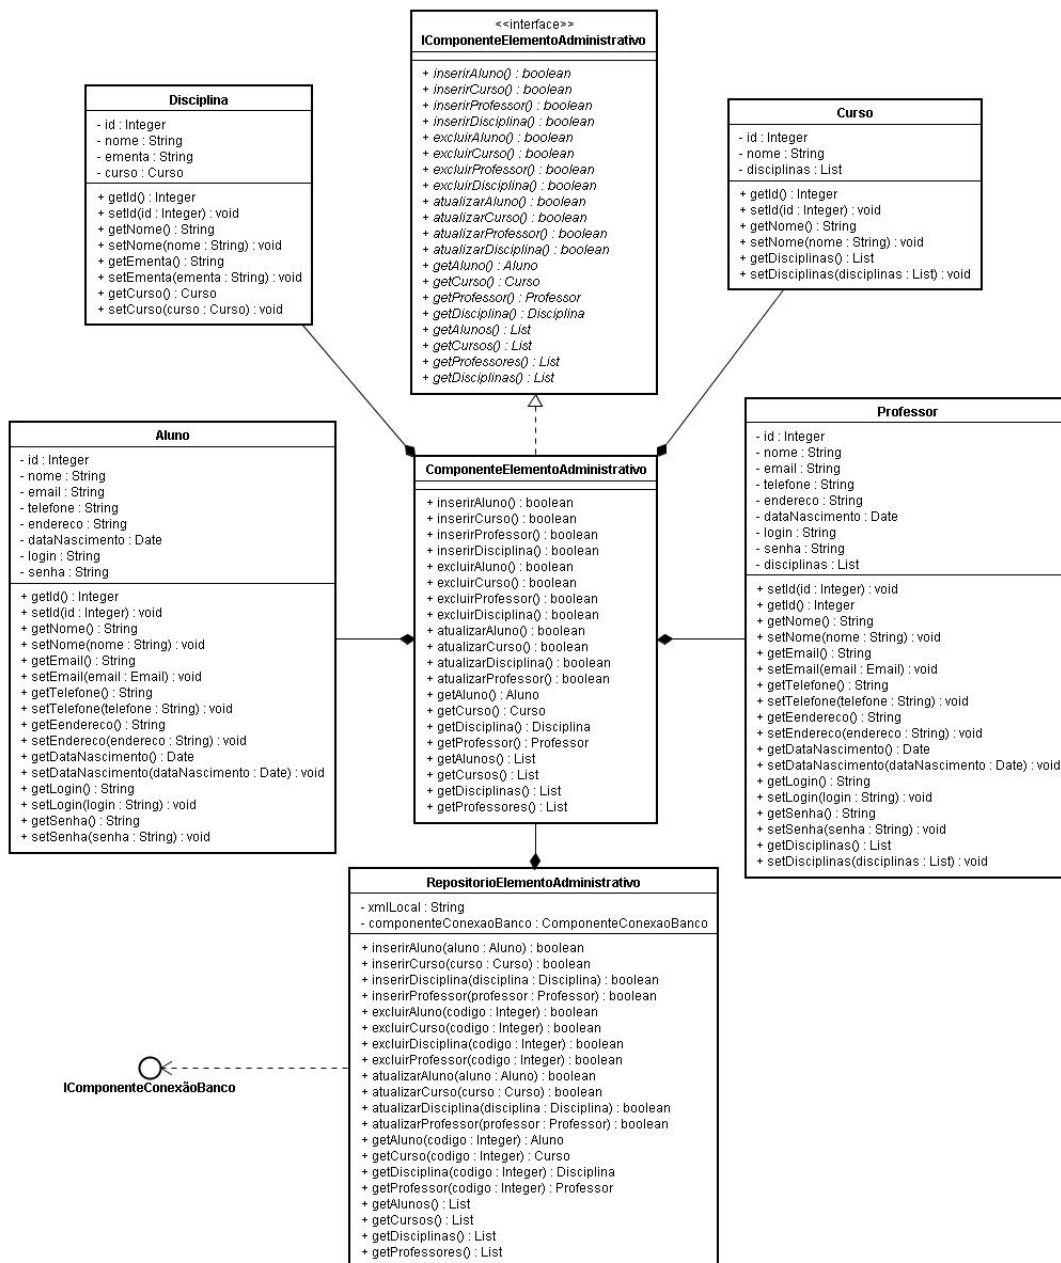 <<interface>>
IComponenteElementoAdministrativo
+ inserirAluno() : boolean
+ inserirCurso() : boolean
+ inserirProfessor() : boolean
+ inserirDisciplina() : boolean
+ excluirAluno() : boolean
+ excluirCurso() : boolean
+ excluirProfessor() : boolean
+ excluirDisciplina() : boolean
+ atualizarAluno() : boolean
+ atualizarCurso() : boolean
+ atualizarProfessor() : boolean
+ atualizarDisciplina() : boolean
+ getAluno() : Aluno
+ getCurso() : Curso
+ getProfessor() : Professor
+ getDisciplina() : Disciplina
+ getAlunos() : List
+ getCursos() : List
+ getProfessores() : List
+ getDisciplinas() : List
Disciplina
- id : Integer
- nome : String
- ementa : String
- curso : Curso
+ getId() : Integer
+ setId(id : Integer) : void
+ getNome() : String
+ setNome(nome : String) : void
+ getEmenta() : String
+ setEmenta(ementa : String) : void
+ getCurso() : Curso
+ setCurso(curso : Curso) : void
Curso
- id : Integer
- nome : String
- disciplinas : List
+ getId() : Integer
+ setId(id : Integer) : void
+ getNome() : String
+ setNome(nome : String) : void
+ getDisciplinas() : List
+ setDisciplinas(disciplinas : List) : void
Aluno
- id : Integer
- nome : String
- email : String
- telefone : String
- endereco : String
- dataNascimento : Date
- login : String
- senha : String
+ getId() : Integer
+ setId(id : Integer) : void
+ getNome() : String
+ setNome(nome : String) : void
+ getEmail() : String
+ setEmail(email : Email) : void
+ getTelefone() : String
+ setTelefone(telefone : String) : void
+ getEendereco() : String
+ setEndereco(endereco : String) : void
+ getDataNascimento() : Date
+ setDataNascimento(dataNascimento : Date) : void
+ getLogin() : String
+ setLogin(login : String) : void
+ getSenha() : String
+ setSenha(senha : String) : void
ComponenteElementoAdministrativo
+ inserirAluno() : boolean
+ inserirCurso() : boolean
+ inserirProfessor() : boolean
+ inserirDisciplina() : boolean
+ excluirAluno() : boolean
+ excluirCurso() : boolean
+ excluirProfessor() : boolean
+ excluirDisciplina() : boolean
+ atualizarAluno() : boolean
+ atualizarCurso() : boolean
+ atualizarDisciplina() : boolean
+ atualizarProfessor() : boolean
+ getAluno() : Aluno
+ getCurso() : Curso
+ getDisciplina() : Disciplina
+ getProfessor() : Professor
+ getAlunos() : List
+ getCursos() : List
+ getDisciplinas() : List
+ getProfessores() : List
Professor
- id : Integer
- nome : String
- email : String
- telefone : String
- endereco : String
- dataNascimento : Date
- login : String
- senha : String
- disciplinas : List
+ setId(id : Integer) : void
+ getId() : Integer
+ getNome() : String
+ setNome(nome : String) : void
+ getEmail() : String
+ setEmail(email : Email) : void
+ getTelefone() : String
+ setTelefone(telefone : String) : void
+ getEendereco() : String
+ setEndereco(endereco : String) : void
+ getDataNascimento() : Date
+ setDataNascimento(dataNascimento : Date) : void
+ getLogin() : String
+ setLogin(login : String) : void
+ getSenha() : String
+ setSenha(senha : String) : void
+ getDisciplinas() : List
+ setDisciplinas(disciplinas : List) : void
RepositorioElementoAdministrativo
- xmlLocal : String
- componenteConexaoBanco : ComponenteConexaoBanco
+ inserirAluno(aluno : Aluno) : boolean
+ inserirCurso(curso : Curso) : boolean
+ inserirDisciplina(disciplina : Disciplina) : boolean
+ inserirProfessor(professor : Professor) : boolean
+ excluirAluno(codigo : Integer) : boolean
+ excluirCurso(codigo : Integer) : boolean
+ excluirDisciplina(codigo : Integer) : boolean
+ excluirProfessor(codigo : Integer) : boolean
+ atualizarAluno(aluno : Aluno) : boolean
+ atualizarCurso(curso : Curso) : boolean
+ atualizarDisciplina(disciplina : Disciplina) : boolean
+ atualizarProfessor(professor : Professor) : boolean
+ getAluno(codigo : Integer) : Aluno
+ getCurso(codigo : Integer) : Curso
+ getDisciplina(codigo : Integer) : Disciplina
+ getProfessor(codigo : Integer) : Professor
+ getAlunos() : List
+ getCursos() : List
+ getDisciplinas() : List
+ getProfessores() : List
IComponenteConexãoBanco